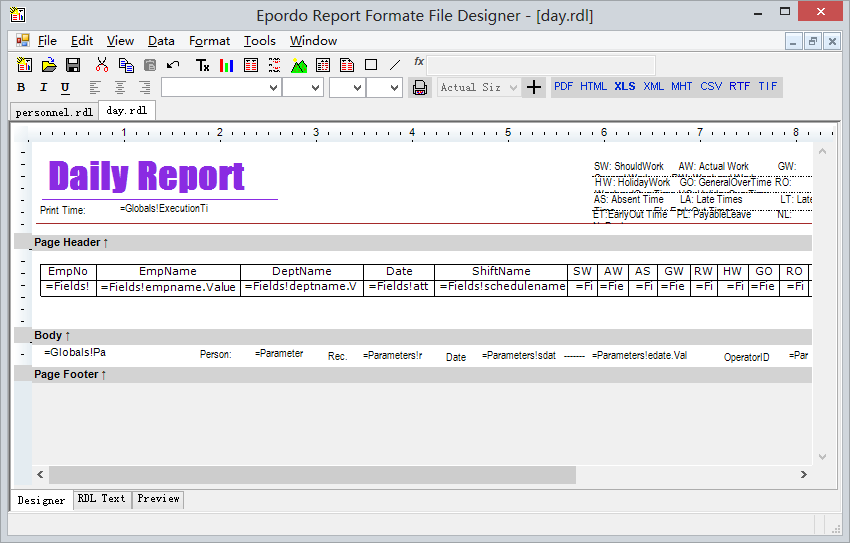 Epordo Report Formate File Designer - [day.rdl]
File Edit View Data Format Tools Window
Tx fx
B I U Actual Siz PDF HTML XLS XML MHT CSV RTF TIF
personnel.rdl day.rdl
1 2 3 4 5 6 7 8
Daily Report
SW: ShouldWork AW: Actual Work GW:
HW: HolidayWork GO: GeneralOverTime RO:
AS: Absent Time LA: Late Times LT: Late
ET:EarlyOut Time PL: PayableLeave NL:
Print Time: =Globals!ExecutionTi
Page Header ↑
EmpNo EmpName DeptName Date ShiftName SW AW AS GW RW HW GO RO
=Fields! =Fields!empname.Value =Fields!deptname.V =Fields!att =Fields!schedulename =Fi =Fie =Fi =Fie =Fi =Fi =Fie =Fi
Body ↑
=Globals!Pa Person: =Parameter Rec. =Parameters!r Date =Parameters!sdat ------- =Parameters!edate.Val OperatorID =Par
Page Footer ↑
Designer RDL Text Preview